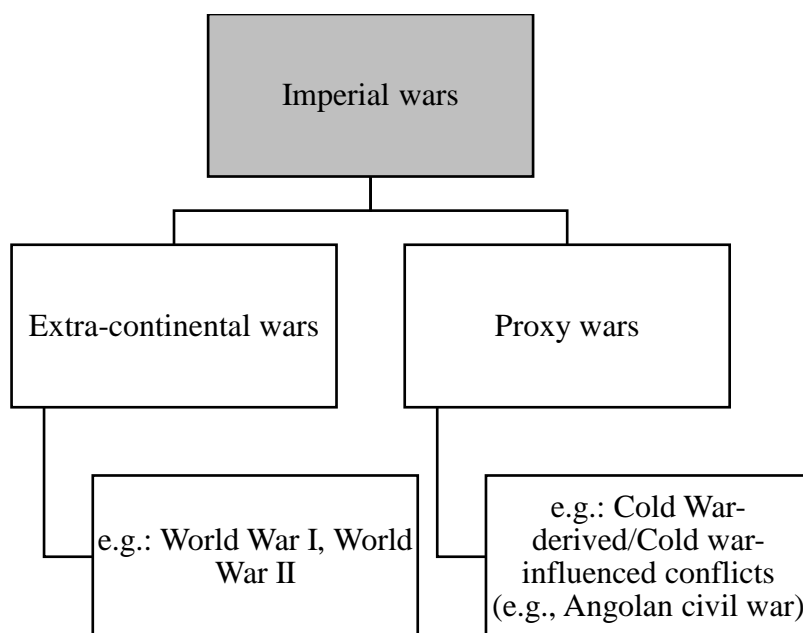 Imperial wars
Extra-continental wars
Proxy wars
e.g.: World War I, World
War II
e.g.: Cold War-
derived/Cold war-
influenced conflicts
(e.g., Angolan civil war)